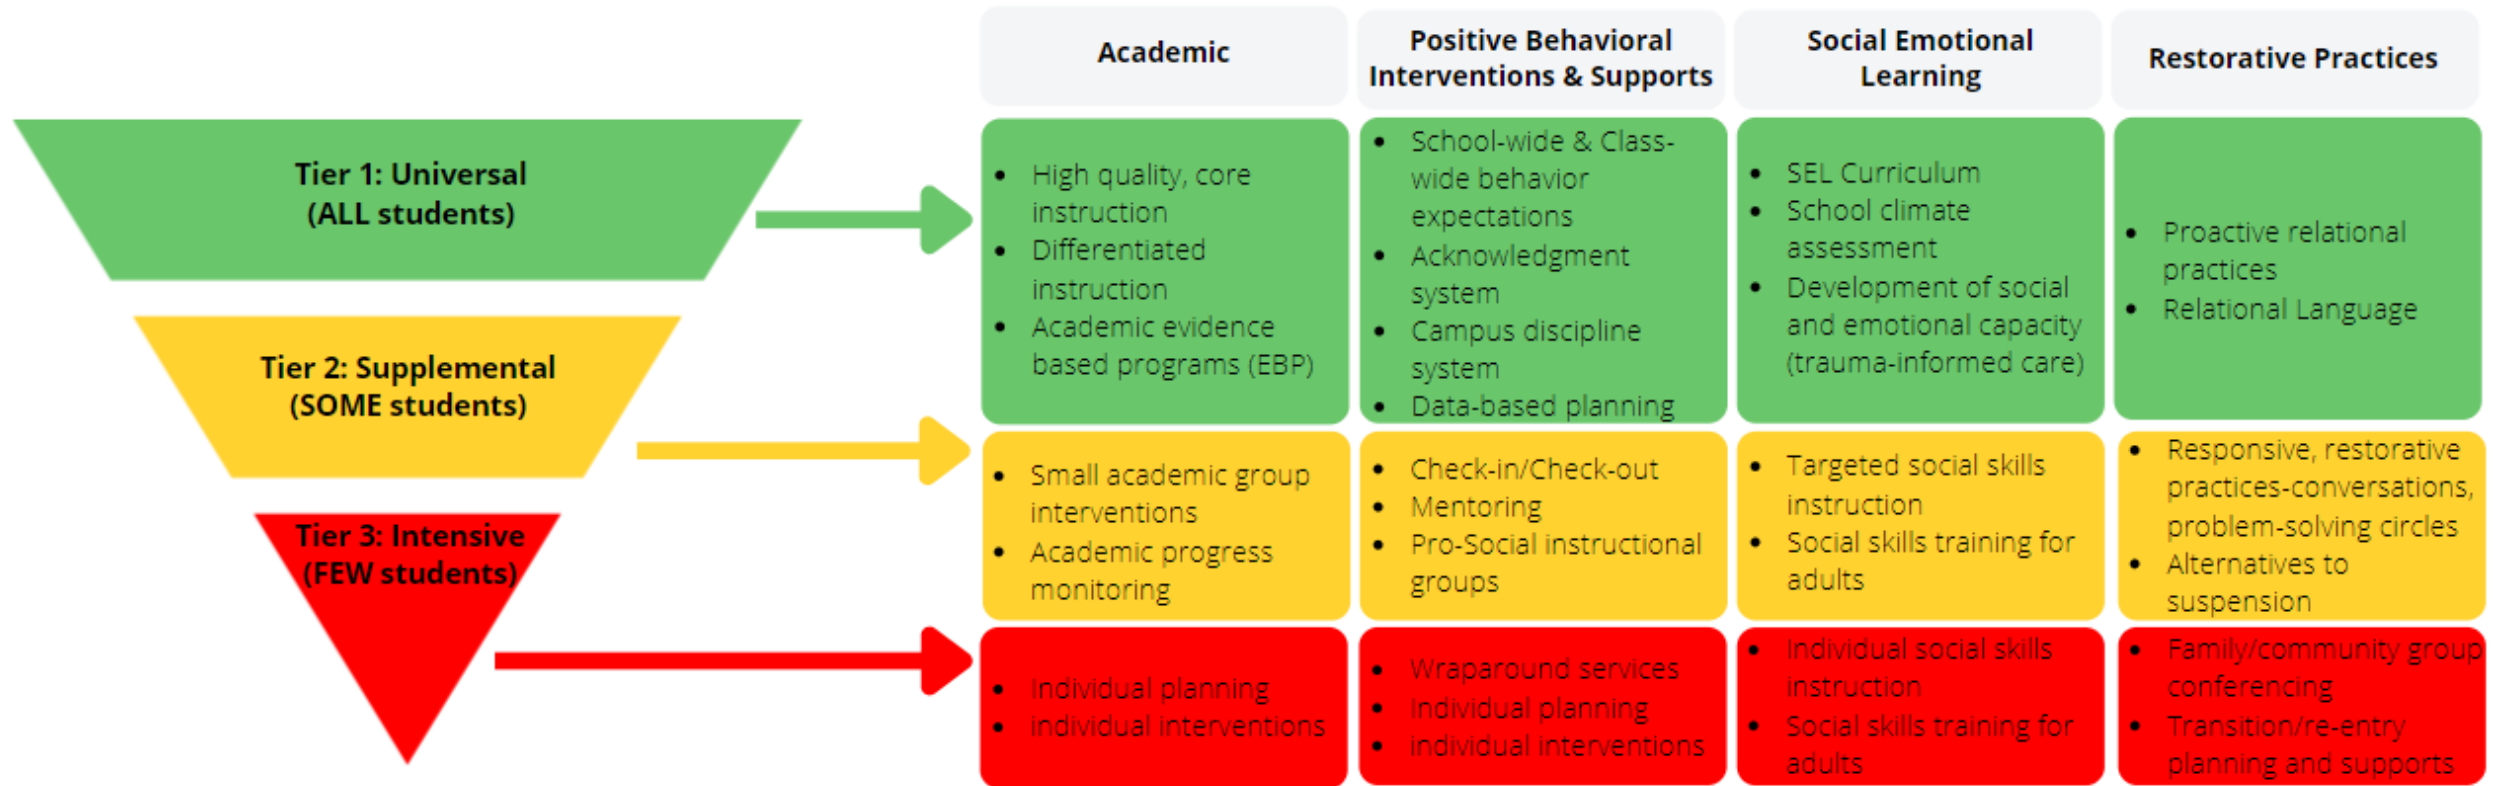 Academic
Positive Behavioral
Interventions & Supports
Social Emotional
Learning
Restorative Practices
Tier 1: Universal
(ALL students)
• High quality, core
instruction
• Differentiated
instruction
• Academic evidence
based programs (EBP)
• School-wide & Class-
wide behavior
expectations
• Acknowledgment
system
• Campus discipline
system
• Data-based planning
• SEL Curriculum
• School climate
assessment
• Development of social
and emotional capacity
(trauma-informed care)
• Proactive relational
practices
• Relational Language
Tier 2: Supplemental
(SOME students)
• Small academic group
interventions
• Academic progress
monitoring
• Check-in/Check-out
• Mentoring
• Pro-Social instructional
groups
• Targeted social skills
instruction
• Social skills training for
adults
• Responsive, restorative
practices-conversations,
problem-solving circles
• Alternatives to
suspension
Tier 3: Intensive
(FEW students)
• Individual planning
• individual interventions
• Wraparound services
• Individual planning
• individual interventions
• Individual social skills
instruction
• Social skills training for
adults
• Family/community group
conferencing
• Transition/re-entry
planning and supports